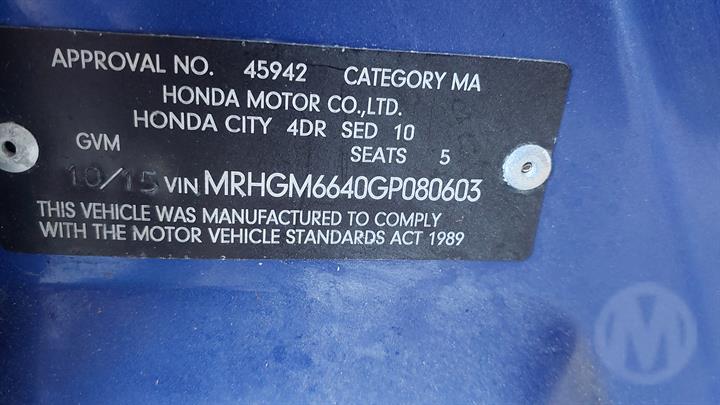 APPROVAL NO. 45942 CATEGORY MA
HONDA MOTOR CO.,LTD.
HONDA CITY 4DR SED 10
GVM SEATS 5
10/15 VIN MRHGM6640GP080603
THIS VEHICLE WAS MANUFACTURED TO COMPLY
WITH THE MOTOR VEHICLE STANDARDS ACT 1989
M